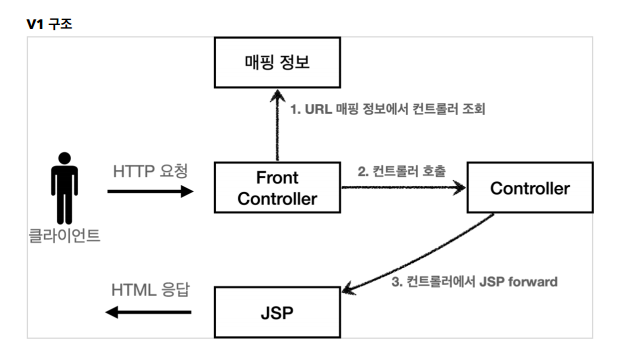 V1 구조
매핑 정보
1. URL 매핑 정보에서 컨트롤러 조회
HTTP 요청
Front
Controller
2. 컨트롤러 호출
Controller
클라이언트
3. 컨트롤러에서 JSP forward
HTML 응답
JSP